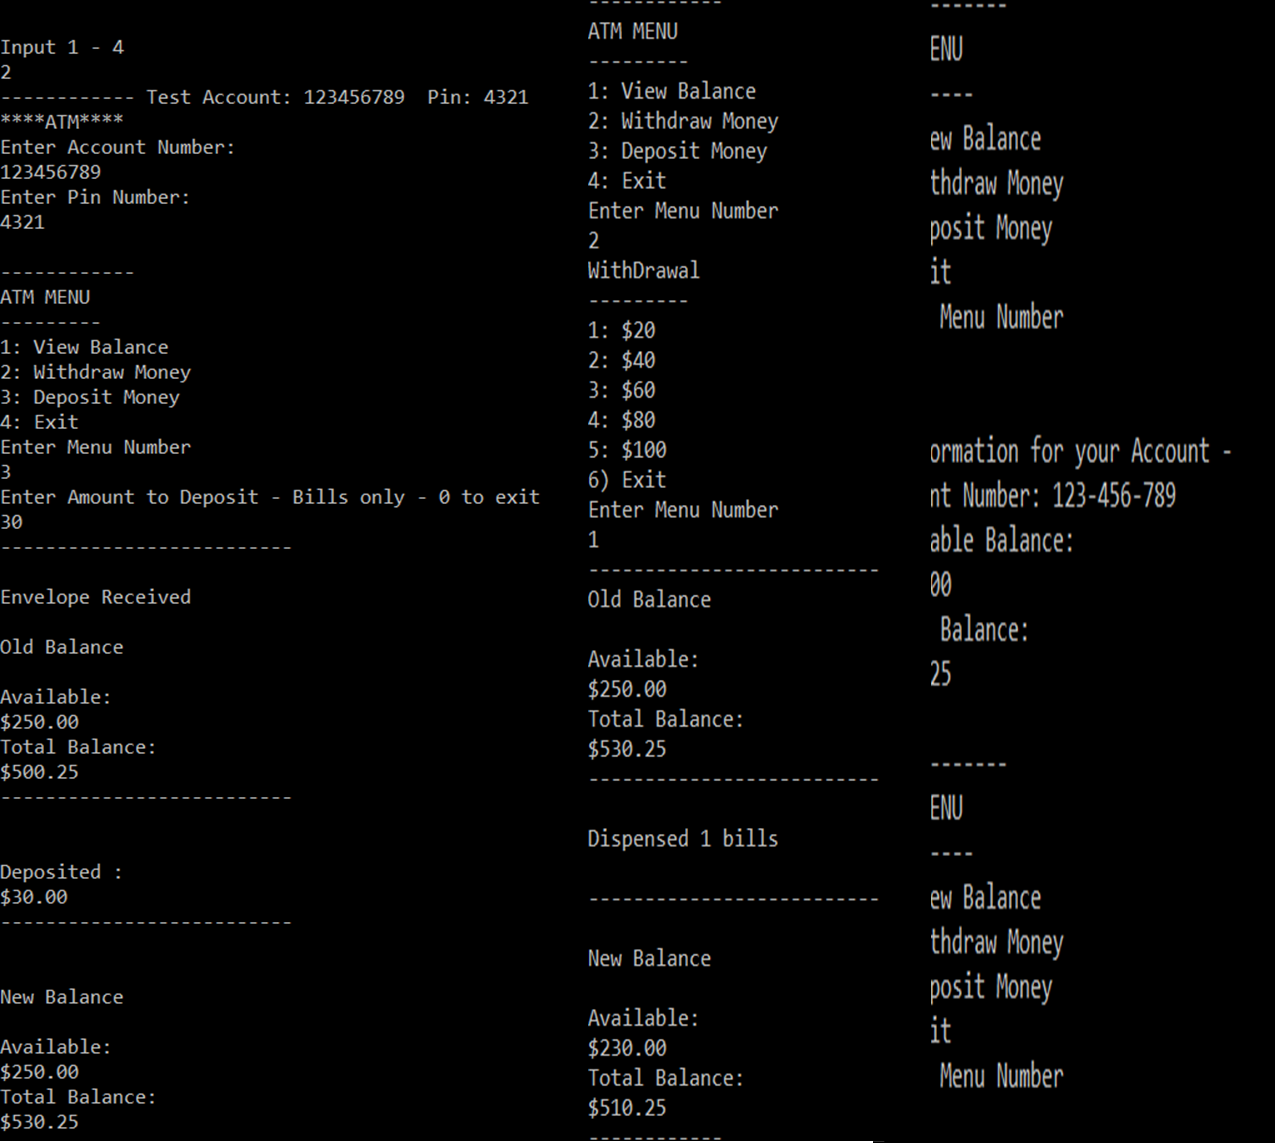 Input 1 - 4
2
------------ Test Account: 123456789  Pin: 4321
****ATM****
Enter Account Number:
123456789
Enter Pin Number:
4321
------------
ATM MENU
---------
1: View Balance
2: Withdraw Money
3: Deposit Money
4: Exit
Enter Menu Number
3
Enter Amount to Deposit - Bills only - 0 to exit
30
--------------------------
Envelope Received
Old Balance
Available:
$250.00
Total Balance:
$500.25
--------------------------
Deposited :
$30.00
--------------------------
New Balance
Available:
$250.00
Total Balance:
$530.25
------------
ATM MENU
---------
1: View Balance
2: Withdraw Money
3: Deposit Money
4: Exit
Enter Menu Number
2
WithDrawal
---------
1: $20
2: $40
3: $60
4: $80
5: $100
6) Exit
Enter Menu Number
1
--------------------------
Old Balance
Available:
$250.00
Total Balance:
$530.25
--------------------------
Dispensed 1 bills
--------------------------
New Balance
Available:
$230.00
Total Balance:
$510.25
------------
-------
ENU
----
ew Balance
thdraw Money
posit Money
it
Menu Number
ormation for your Account -
nt Number: 123-456-789
able Balance:
00
Balance:
25
-------
ENU
----
ew Balance
thdraw Money
posit Money
it
Menu Number